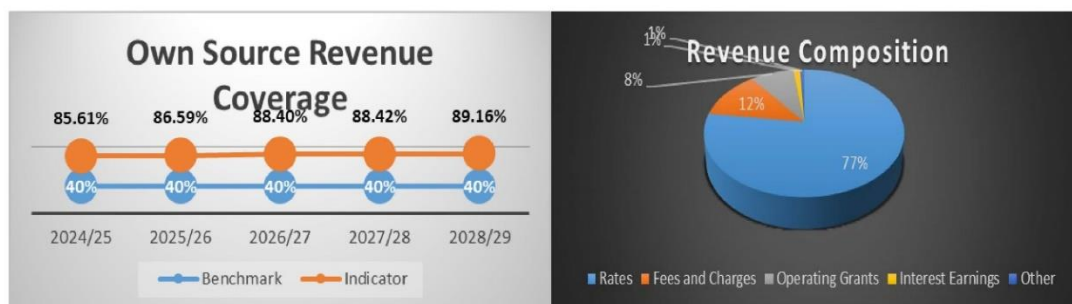 Own Source Revenue
Coverage
85.61% 86.59% 88.40% 88.42% 89.16%
40% 40% 40% 40% 40%
2024/25 2025/26 2026/27 2027/28 2028/29
Benchmark Indicator
Revenue Composition
1%
1%
8%
12%
77%
Rates Fees and Charges Operating Grants Interest Earnings Other